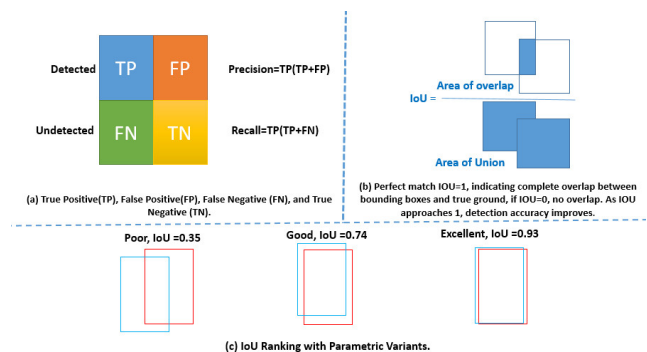 Detected
TP
FP
Precision=TP(TP+FP)
Undetected
FN
TN
Recall=TP(TP+FN)
(a) True Positive(TP), False Positive(FP), False Negative (FN), and True
Negative (TN).
Area of overlap
IoU =
Area of Union
(b) Perfect match IOU=1, indicating complete overlap between
bounding boxes and true ground, if IOU=0, no overlap. As IOU
approaches 1, detection accuracy improves.
Poor, IoU =0.35
Good, IoU =0.74
Excellent, IoU =0.93
(c) IoU Ranking with Parametric Variants.